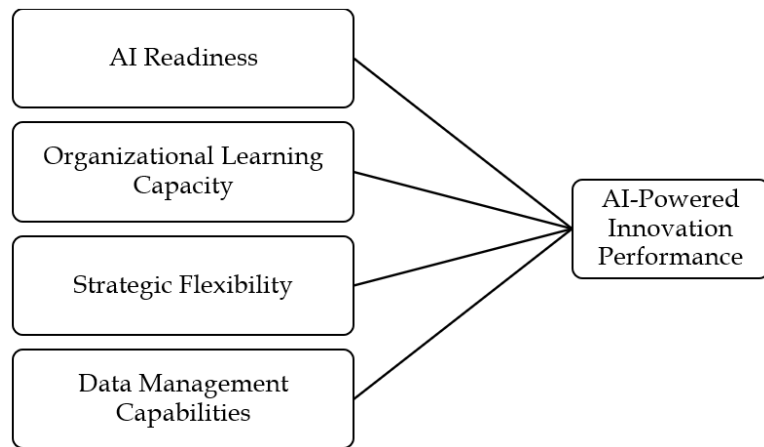 AI Readiness
Organizational Learning
Capacity
Strategic Flexibility
Data Management
Capabilities
AI-Powered
Innovation
Performance